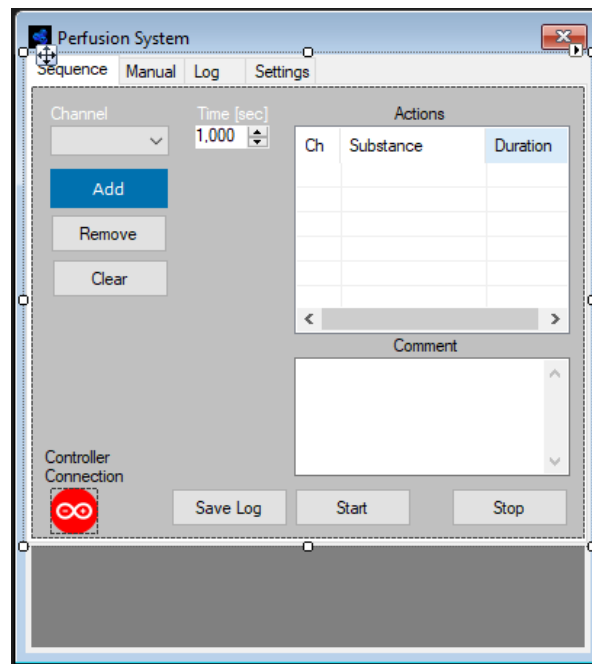 Perfusion System
Sequence Manual Log Settings
Channel Time [sec]
1,000
Add
Remove
Clear
Actions
Ch Substance Duration
Comment
Controller
Connection
Save Log Start Stop